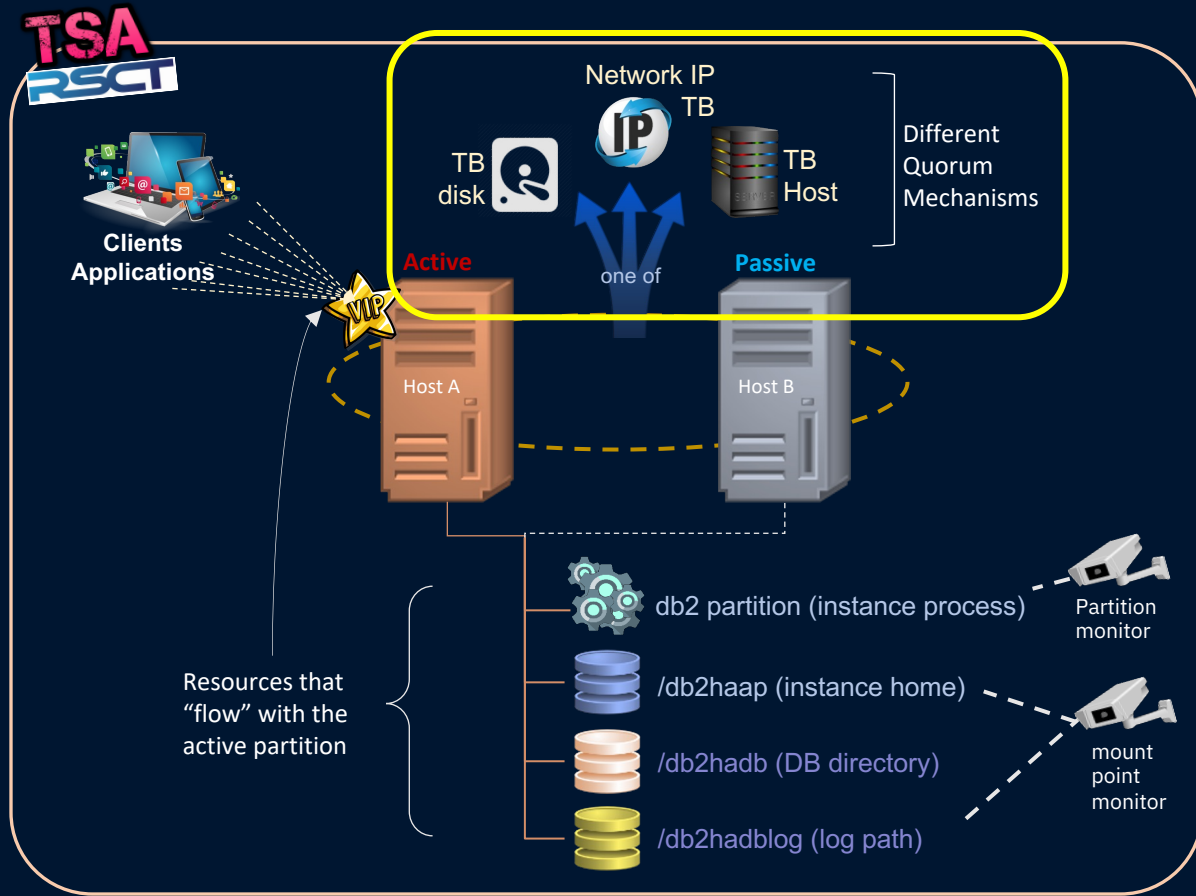 TSA
RSCT
Network IP
TB
IP
TB
disk
TB
Host
Different
Quorum
Mechanisms
Clients
Applications
VIP
Active
one of
Passive
Host A
Host B
db2 partition (instance process)
Partition
monitor
/db2haap (instance home)
Resources that
“flow” with the
active partition
/db2hadb (DB directory)
mount
point
monitor
/db2hadblog (log path)